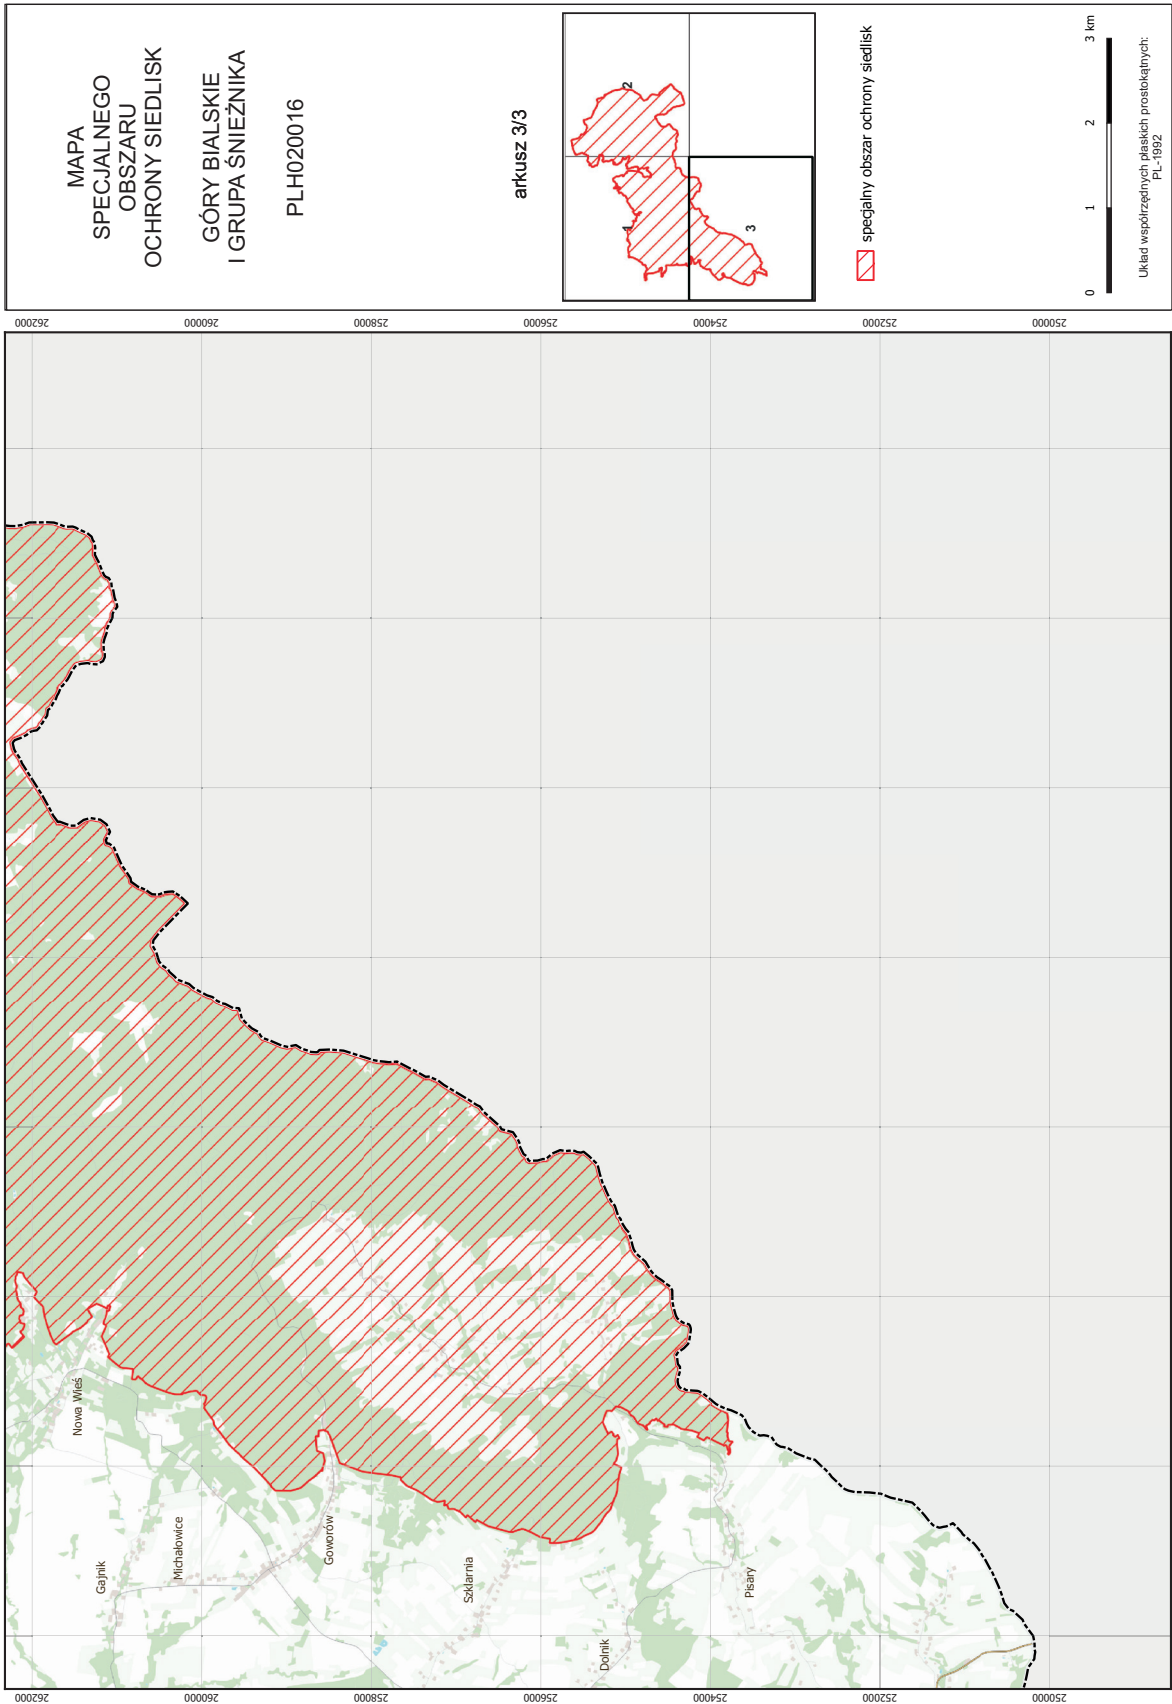 MAPA
SPECJALNEGO
OBSZARU
OCHRONY SIEDLISK
GÓRY BIALSKIE
I GRUPA ŚNIEŻNIKA
PLH020016
arkusz 3/3
1
2
3
specjalny obszar ochrony siedlisk
0 1 2 3 km
Układ współrzędnych płaskich prostokątnych:
PL-1992
262000
260000
258000
256000
254000
252000
250000
Nowa Wieś
Gajnik
Michałowice
Goworów
Szklarnia
Dolnik
Pisary
262000
260000
258000
256000
254000
252000
250000